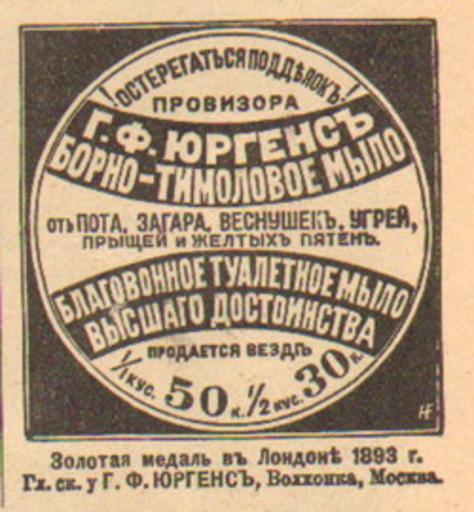 ! ОСТЕРЕГАТЬСЯ ПОДДѢЛОКЪ !
ПРОВИЗОРА
Г. Ф. ЮРГЕНСЪ
БОРНО-ТИМОЛОВОЕ МЫЛО
отъ ПОТА, ЗАГАРА, ВЕСНУШЕКЪ, УГРЕЙ,
ПРЫЩЕЙ И ЖЕЛТЫХЪ ПЯТЕНЪ.
БЛАГОВОННОЕ ТУАЛЕТНОЕ МЫЛО
ВЫСШАГО ДОСТОИНСТВА
ПРОДАЕТСЯ ВЕЗДѢ
1/1 КУС. 50 К. 1/2 КУС. 30 К.
НЕ
Золотая медаль въ Лондонѣ 1893 г.
Гл. ск. у Г. Ф. ЮРГЕНСЪ, Волхонка, Москва.